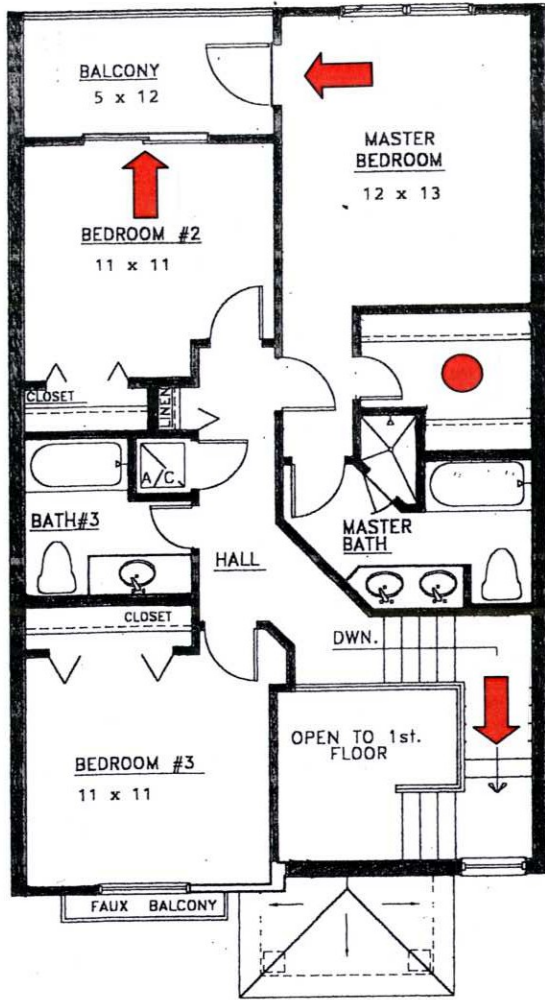 BALCONY
5 x 12
MASTER
BEDROOM
12 x 13
BEDROOM #2
11 x 11
CLOSET
LINEN
A/C
BATH#3
MASTER
BATH
HALL
CLOSET
DWN.
OPEN TO 1st.
FLOOR
BEDROOM #3
11 x 11
FAUX BALCONY